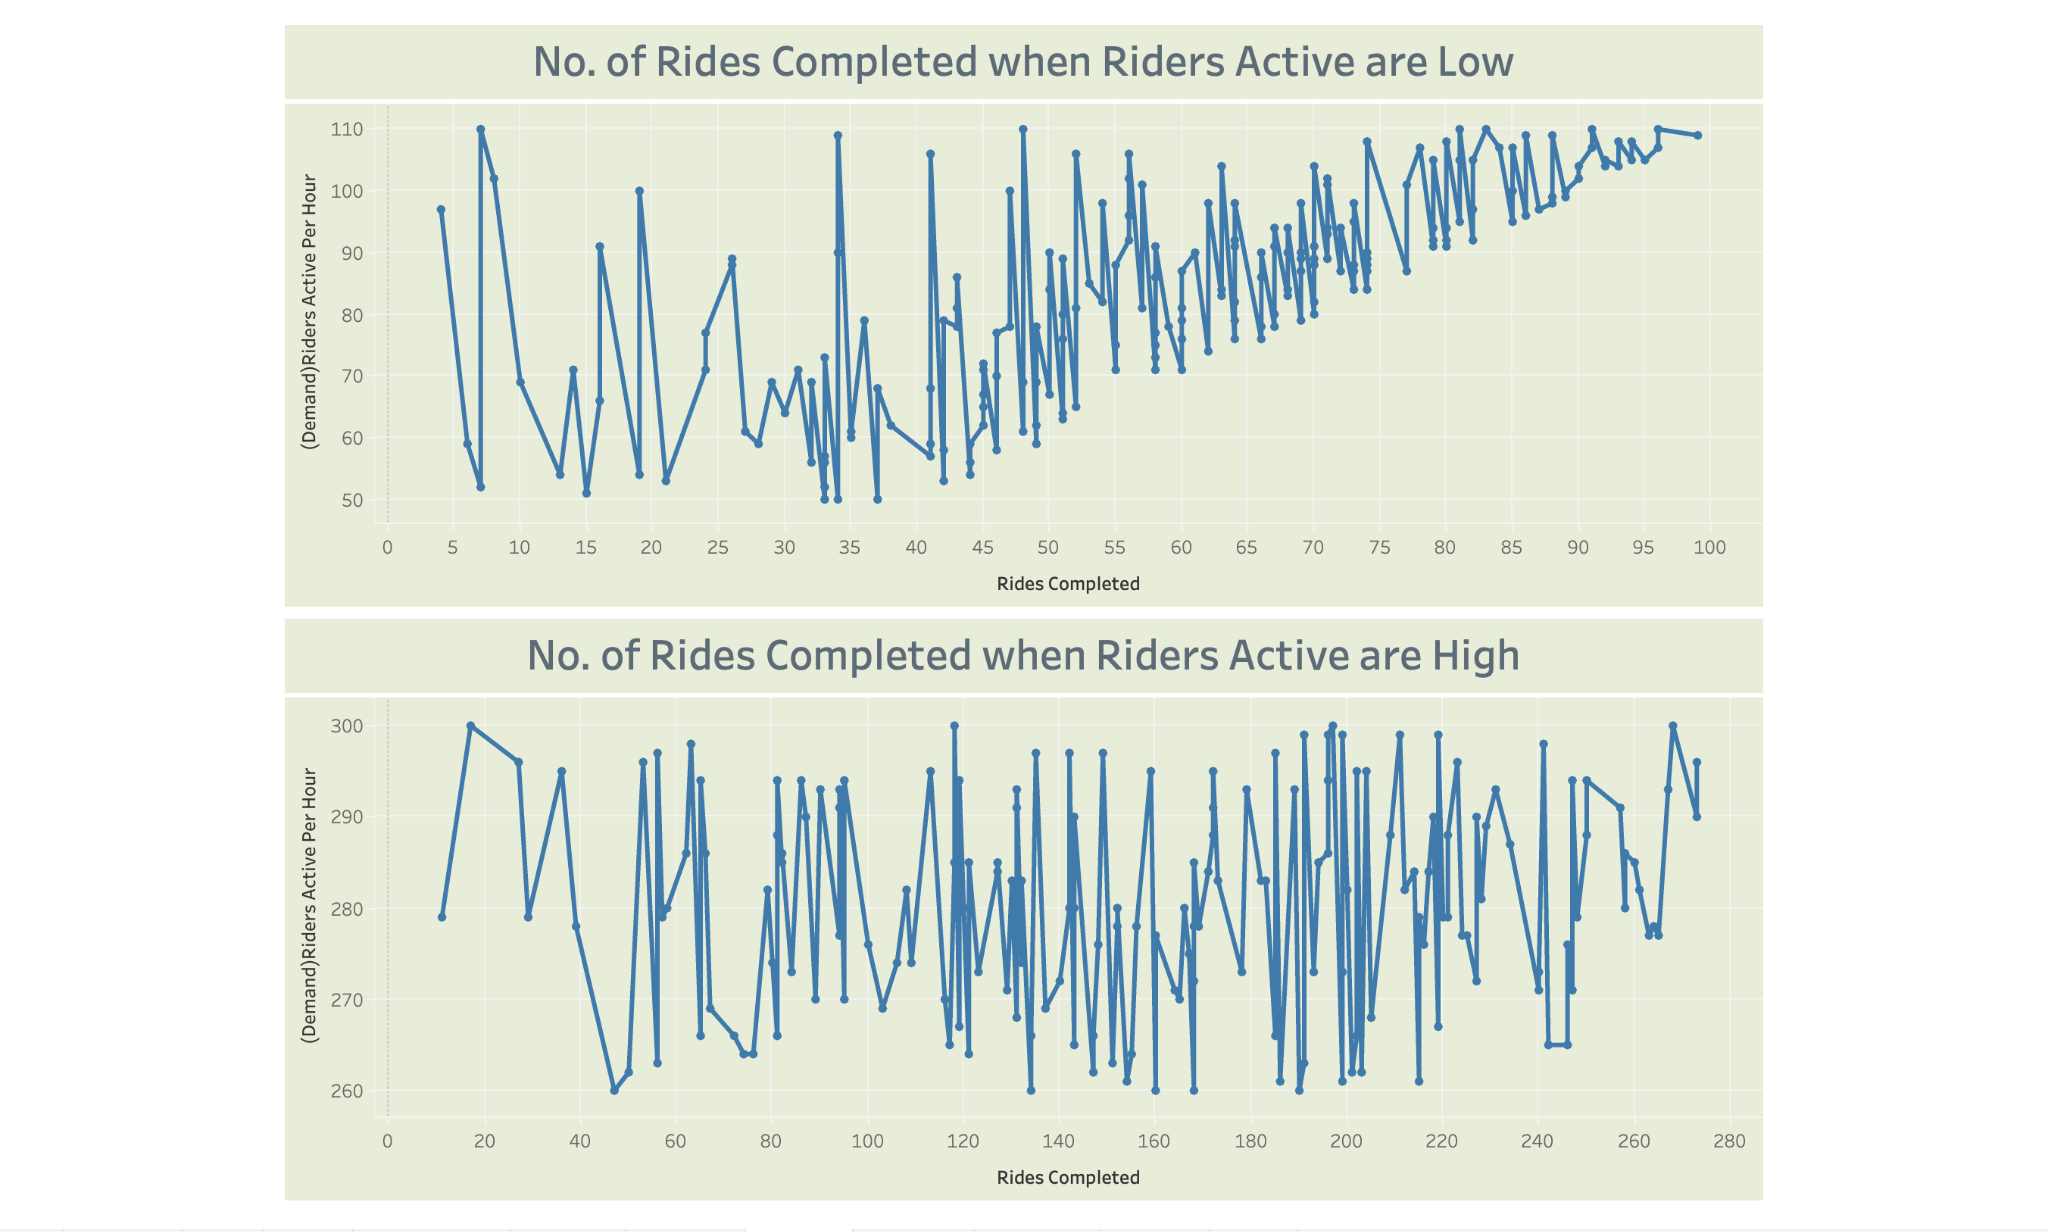 No. of Rides Completed when Riders Active are Low
(Demand)Riders Active Per Hour
110
100
90
80
70
60
50
0 5 10 15 20 25 30 35 40 45 50 55 60 65 70 75 80 85 90 95 100
Rides Completed
No. of Rides Completed when Riders Active are High
(Demand)Riders Active Per Hour
300
290
280
270
260
0 20 40 60 80 100 120 140 160 180 200 220 240 260 280
Rides Completed